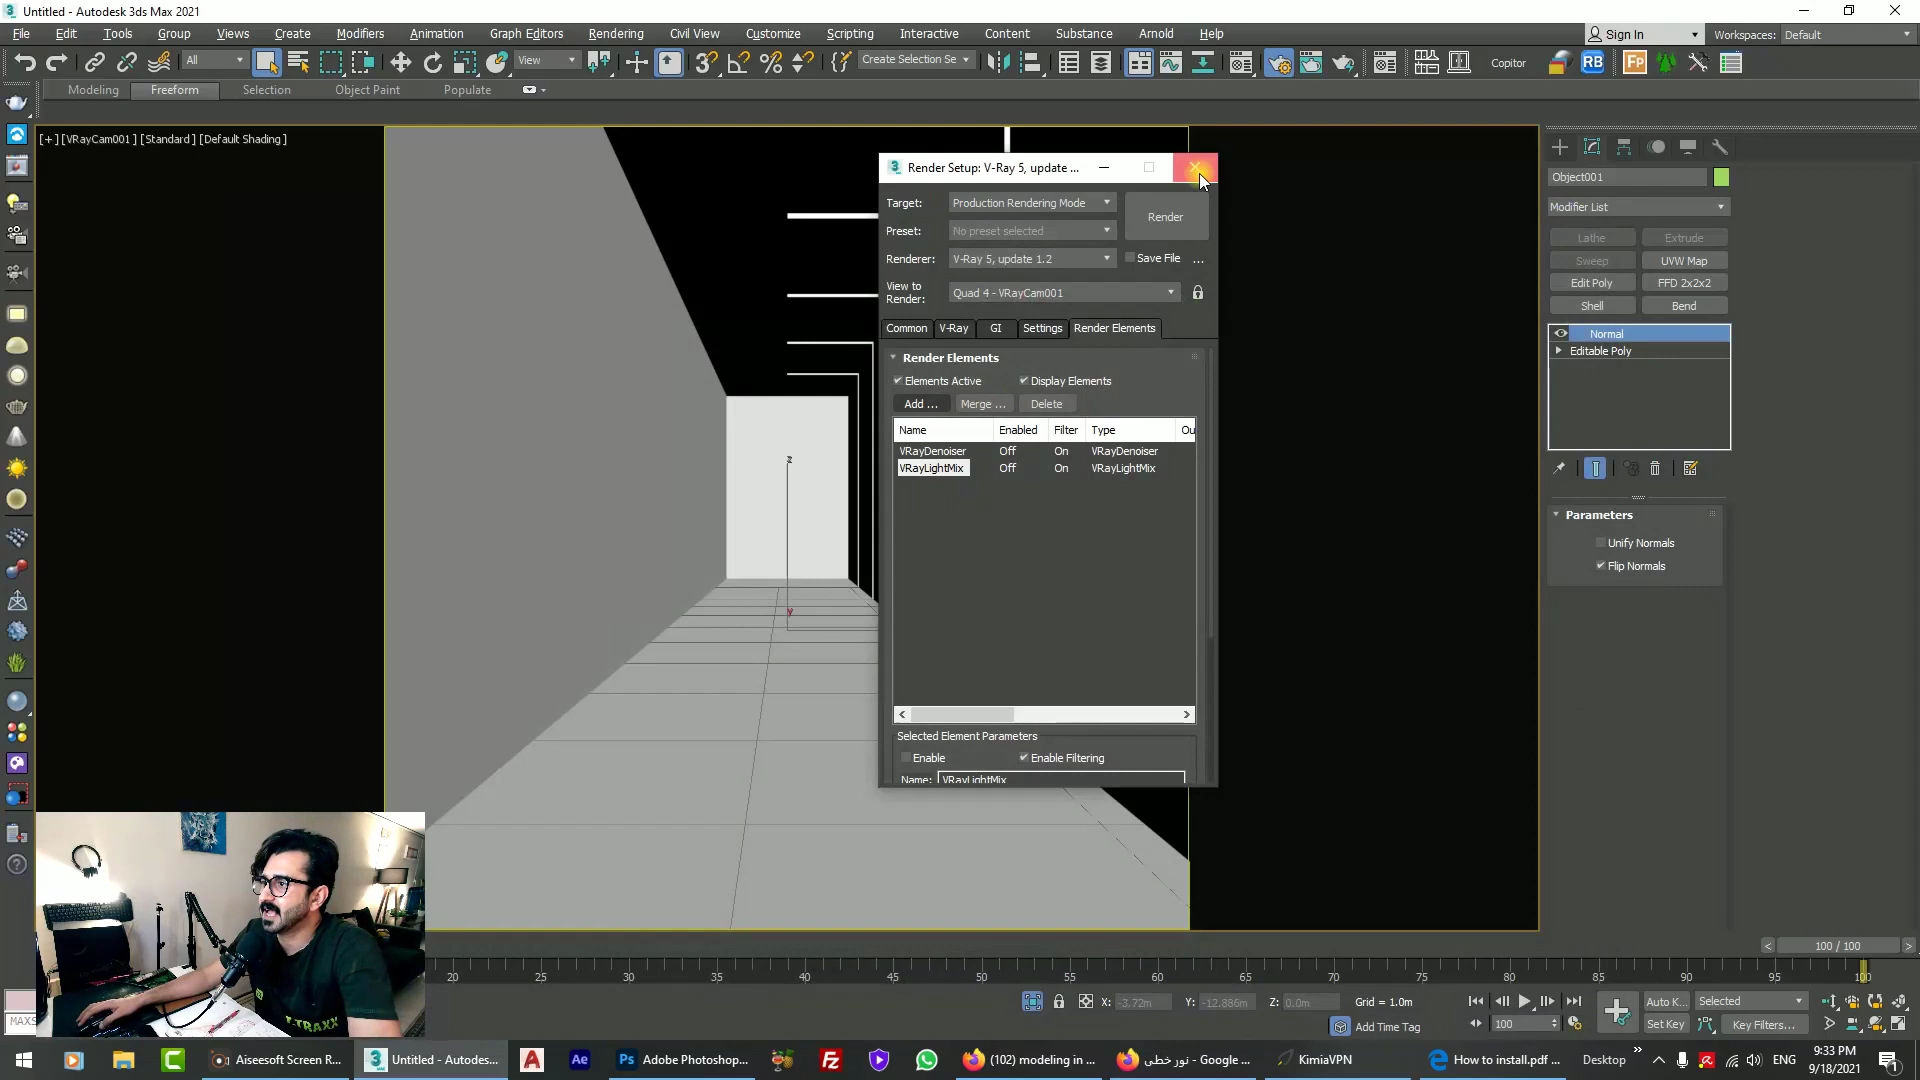 Untitled - Autodesk 3ds Max 2021
File Edit Tools Group Views Create Modifiers Animation Graph Editors Rendering Civil View Customize Scripting Interactive Content Substance Arnold Help
Sign In Workspaces: Default
All View Create Selection Se Copitor RB Fp
Modeling Freeform Selection Object Paint Populate
[+] [VRayCam001] [Standard] [Default Shading]
Render Setup: V-Ray 5, update ...
Target: Production Rendering Mode
Render
Preset: No preset selected
Renderer: V-Ray 5, update 1.2 Save File ...
View to Render: Quad 4 - VRayCam001
Common V-Ray GI Settings Render Elements
Render Elements
Elements Active Display Elements
Add ... Merge ... Delete
Name Enabled Filter Type Ou
VRayDenoiser Off On VRayDenoiser
VRayLightMix Off On VRayLightMix
Selected Element Parameters
Enable Enable Filtering
Name: VRayLightMix
z
y
Object001
Modifier List
Lathe Extrude
Sweep UVW Map
Edit Poly FFD 2x2x2
Shell Bend
Normal
Editable Poly
Parameters
Unify Normals
Flip Normals
T-TRAXX
100 / 100
20 25 30 35 40 45 50 55 60 65 70 75 80 85 90 95 100
X: -3.72m Y: -12.886m Z: 0.0m Grid = 1.0m
Add Time Tag
Auto K... Selected
100 Set Key Key Filters...
MAXS
Aiseesoft Screen R... Untitled - Autodes... Adobe Photoshop... (102) modeling in ... نور خطی - Google ... KimiaVPN How to install.pdf ... Desktop ENG
9:33 PM
9/18/2021